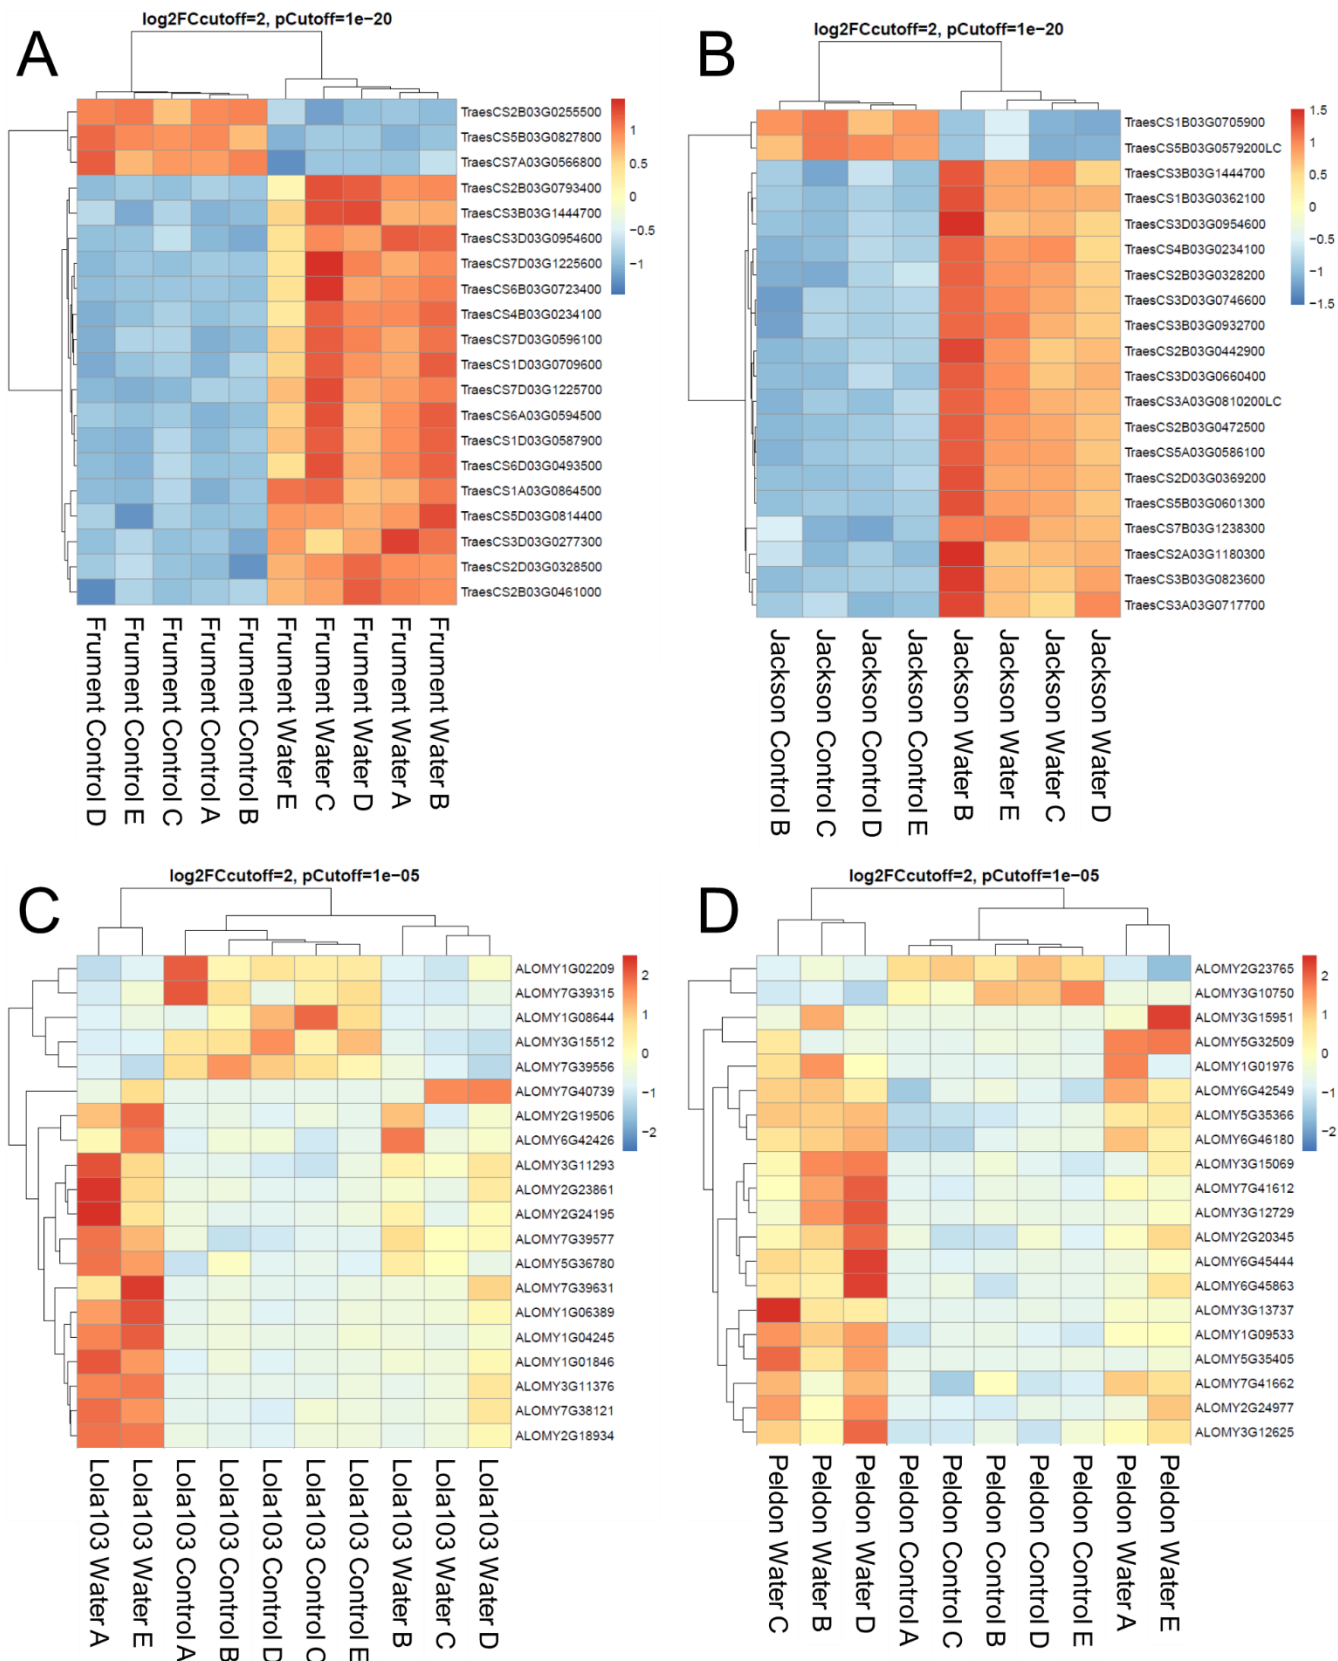 A
log2FCcutoff=2, pCutoff=1e−20
TraesCS2B03G0255500
TraesCS5B03G0827800
TraesCS7A03G0566800
TraesCS2B03G0793400
TraesCS3B03G1444700
TraesCS3D03G0954600
TraesCS7D03G1225600
TraesCS6B03G0723400
TraesCS4B03G0234100
TraesCS7D03G0596100
TraesCS1D03G0709600
TraesCS7D03G1225700
TraesCS6A03G0594500
TraesCS1D03G0587900
TraesCS6D03G0493500
TraesCS1A03G0864500
TraesCS5D03G0814400
TraesCS3D03G0277300
TraesCS2D03G0328500
TraesCS2B03G0461000
1
0.5
0
−0.5
−1
Frument Control D
Frument Control E
Frument Control C
Frument Control A
Frument Control B
Frument Water E
Frument Water C
Frument Water D
Frument Water A
Frument Water B
B
log2FCcutoff=2, pCutoff=1e−20
TraesCS1B03G0705900
TraesCS5B03G0579200LC
TraesCS3B03G1444700
TraesCS1B03G0362100
TraesCS3D03G0954600
TraesCS4B03G0234100
TraesCS2B03G0328200
TraesCS3D03G0746600
TraesCS3B03G0932700
TraesCS2B03G0442900
TraesCS3D03G0660400
TraesCS3A03G0810200LC
TraesCS2B03G0472500
TraesCS5A03G0586100
TraesCS2D03G0369200
TraesCS5B03G0601300
TraesCS7B03G1238300
TraesCS2A03G1180300
TraesCS3B03G0823600
TraesCS3A03G0717700
1.5
1
0.5
0
−0.5
−1
−1.5
Jackson Control B
Jackson Control C
Jackson Control D
Jackson Control E
Jackson Water B
Jackson Water E
Jackson Water C
Jackson Water D
C
log2FCcutoff=2, pCutoff=1e−05
ALOMY1G02209
ALOMY7G39315
ALOMY1G08644
ALOMY3G15512
ALOMY7G39556
ALOMY7G40739
ALOMY2G19506
ALOMY6G42426
ALOMY3G11293
ALOMY2G23861
ALOMY2G24195
ALOMY7G39577
ALOMY5G36780
ALOMY7G39631
ALOMY1G06389
ALOMY1G04245
ALOMY1G01846
ALOMY3G11376
ALOMY7G38121
ALOMY2G18934
2
1
0
−1
−2
Lola103 Water A
Lola103 Water E
Lola103 Control A
Lola103 Control B
Lola103 Control D
Lola103 Control C
Lola103 Control E
Lola103 Water B
Lola103 Water C
Lola103 Water D
D
log2FCcutoff=2, pCutoff=1e−05
ALOMY2G23765
ALOMY3G10750
ALOMY3G15951
ALOMY5G32509
ALOMY1G01976
ALOMY6G42549
ALOMY5G35366
ALOMY6G46180
ALOMY3G15069
ALOMY7G41612
ALOMY3G12729
ALOMY2G20345
ALOMY6G45444
ALOMY6G45863
ALOMY3G13737
ALOMY1G09533
ALOMY5G35405
ALOMY7G41662
ALOMY2G24977
ALOMY3G12625
2
1
0
−1
−2
Peldon Water C
Peldon Water B
Peldon Water D
Peldon Control A
Peldon Control C
Peldon Control B
Peldon Control D
Peldon Control E
Peldon Water A
Peldon Water E